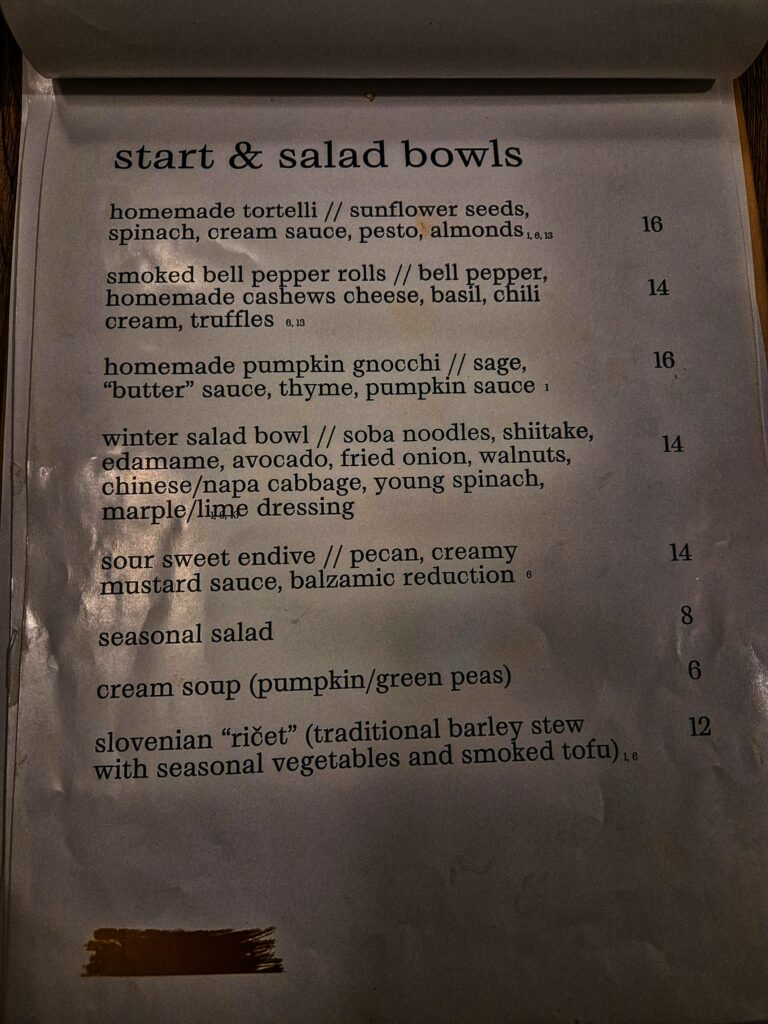 start & salad bowls
homemade tortelli // sunflower seeds,
spinach, cream sauce, pesto, almonds 1, 6, 13
16
smoked bell pepper rolls // bell pepper,
homemade cashews cheese, basil, chili
cream, truffles 6, 13
14
homemade pumpkin gnocchi // sage,
“butter” sauce, thyme, pumpkin sauce 1
16
winter salad bowl // soba noodles, shiitake,
edamame, avocado, fried onion, walnuts,
chinese/napa cabbage, young spinach,
marple/lime dressing
14
sour sweet endive // pecan, creamy
mustard sauce, balzamic reduction 6
14
seasonal salad
8
cream soup (pumpkin/green peas)
6
slovenian “ričet” (traditional barley stew
with seasonal vegetables and smoked tofu) 1, 6
12